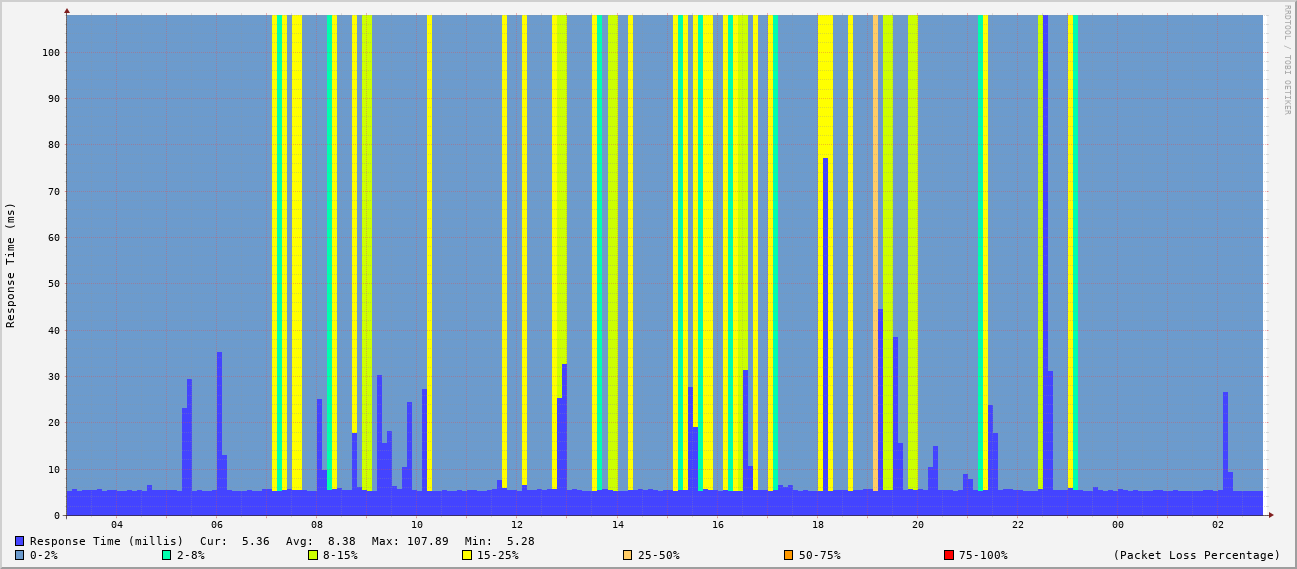 RRDTOOL / TOBI OETIKER
Response Time (ms)
100
90
80
70
60
50
40
30
20
10
0
04 06 08 10 12 14 16 18 20 22 00 02
Response Time (millis) Cur: 5.36 Avg: 8.38 Max: 107.89 Min: 5.28
0-2% 2-8% 8-15% 15-25% 25-50% 50-75% 75-100% (Packet Loss Percentage)